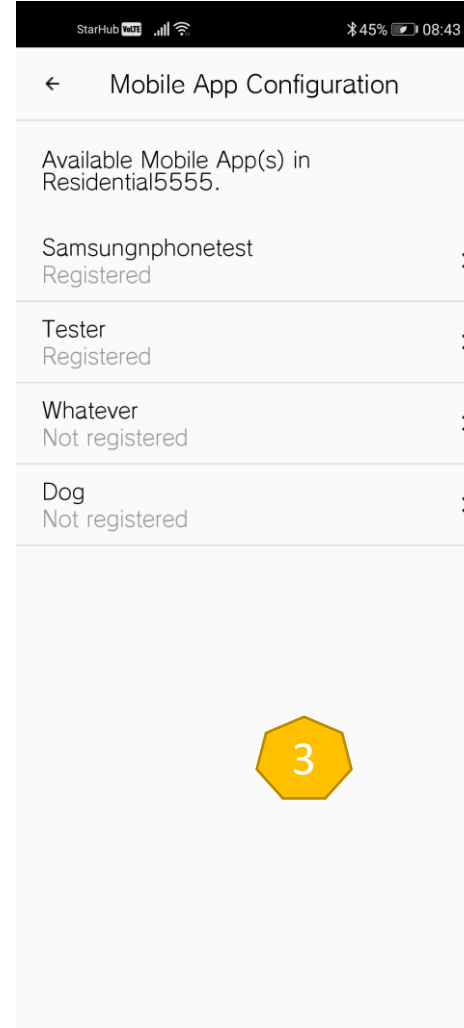 StarHub VoLTE 45% 08:43
Mobile App Configuration
Available Mobile App(s) in
Residential5555.
Samsungnphonetest
Registered
Tester
Registered
Whatever
Not registered
Dog
Not registered
3